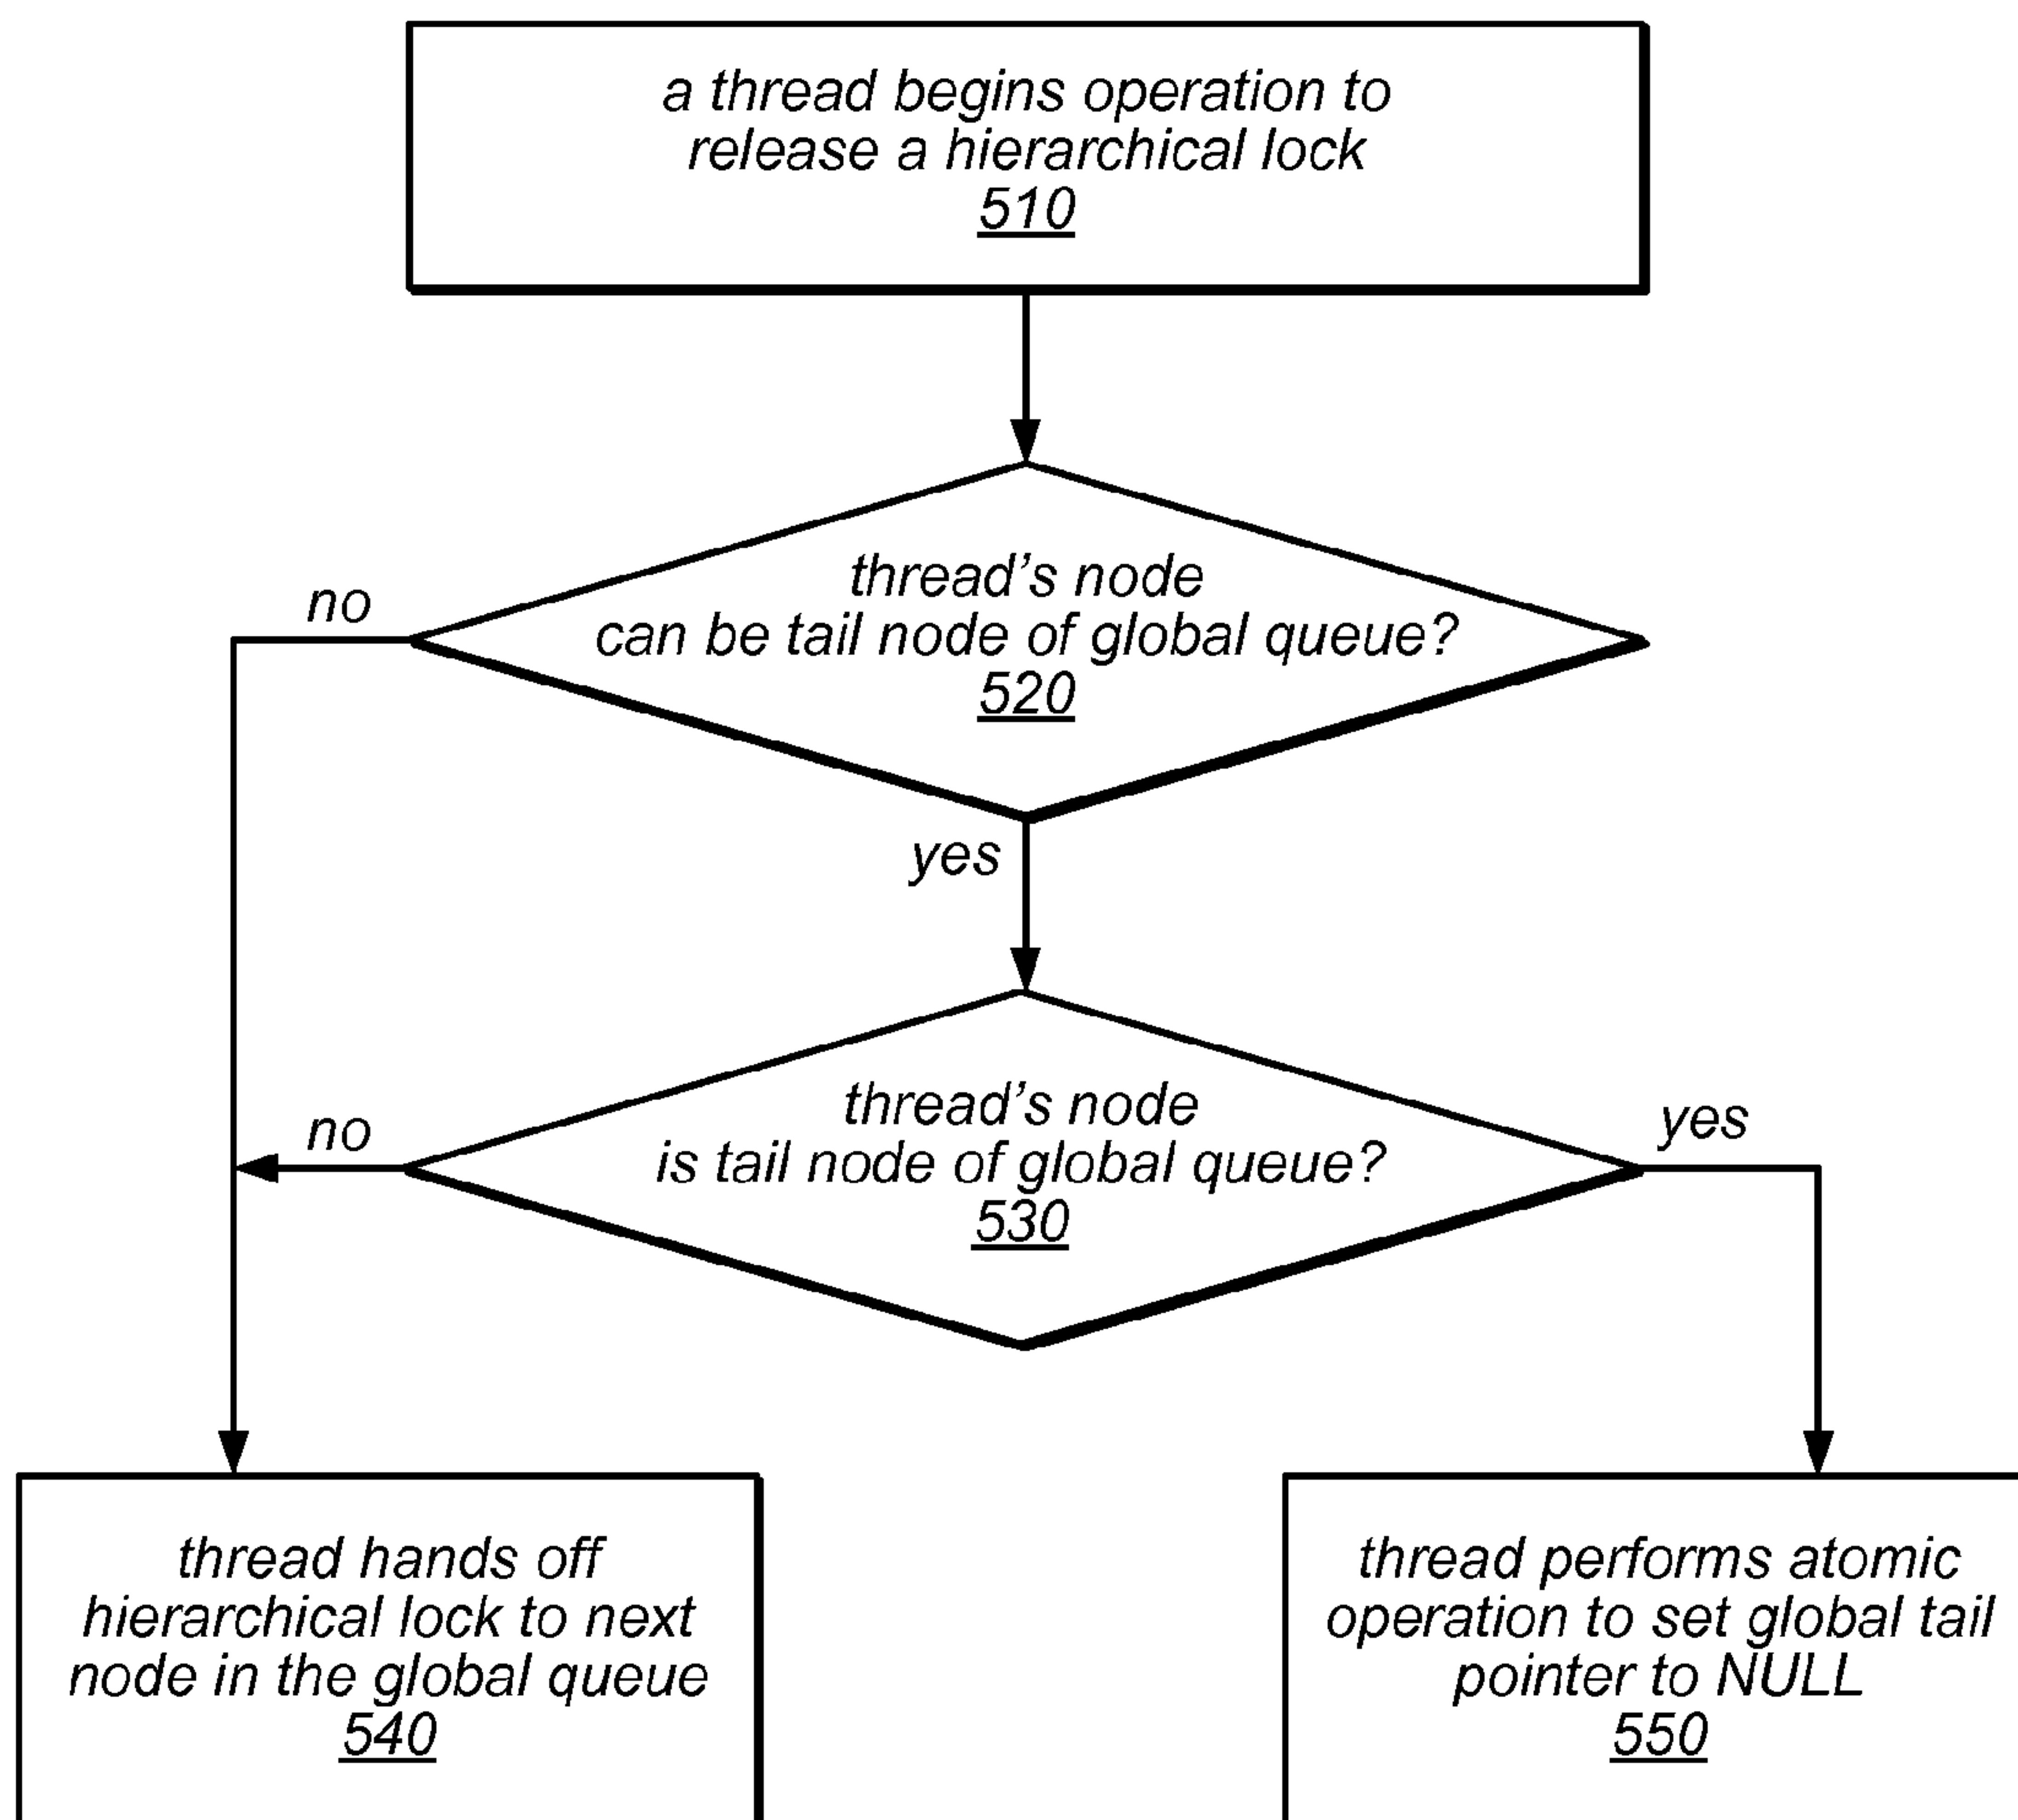 a thread begins operation to
release a hierarchical lock
510
thread's node
can be tail node of global queue?
520
no
yes
thread's node
is tail node of global queue?
530
no
yes
thread hands off
hierarchical lock to next
node in the global queue
540
thread performs atomic
operation to set global tail
pointer to NULL
550